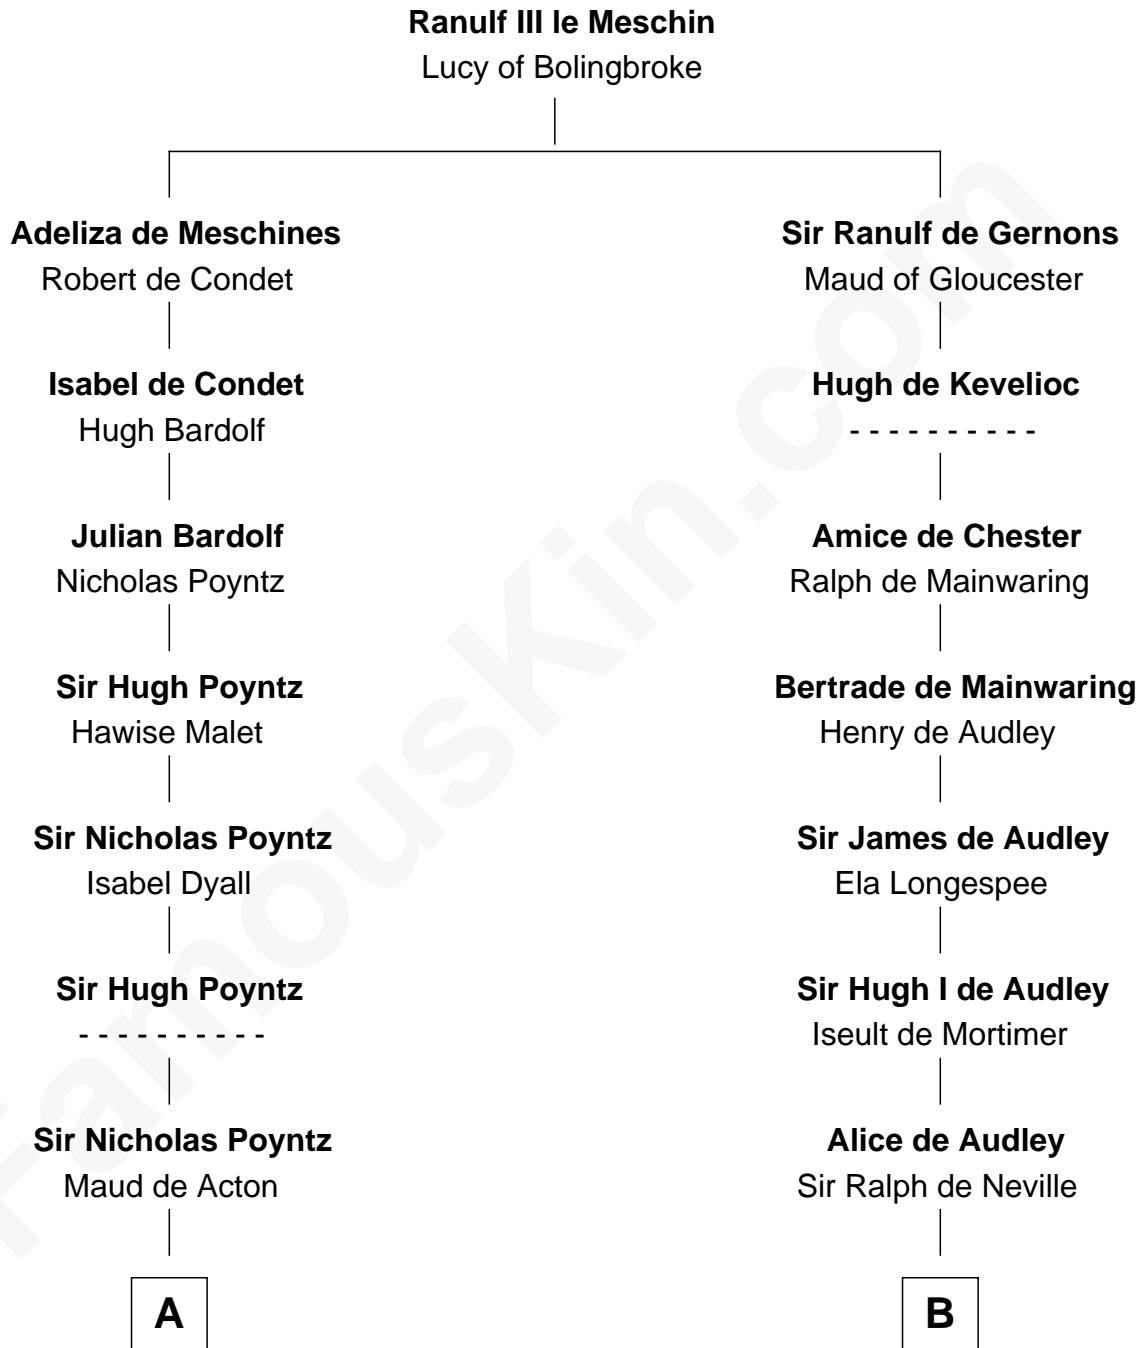 Ranulf III le Meschin
Lucy of Bolingbroke
Adeliza de Meschines
Robert de Condet
Sir Ranulf de Gernons
Maud of Gloucester
Isabel de Condet
Hugh Bardolf
Hugh de Kevelioc
- - - - - - - - - -
Julian Bardolf
Nicholas Poyntz
Amice de Chester
Ralph de Mainwaring
Sir Hugh Poyntz
Hawise Malet
Bertrade de Mainwaring
Henry de Audley
Sir Nicholas Poyntz
Isabel Dyall
Sir James de Audley
Ela Longespee
Sir Hugh Poyntz
- - - - - - - - - -
Sir Hugh I de Audley
Iseult de Mortimer
Sir Nicholas Poyntz
Maud de Acton
Alice de Audley
Sir Ralph de Neville
A
B
FamousKin.com